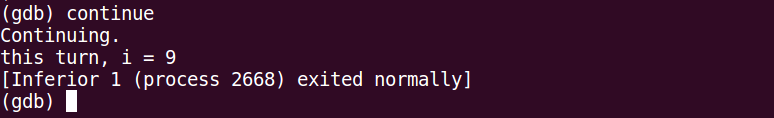 (gdb) continue
Continuing.
this turn, i = 9
[Inferior 1 (process 2668) exited normally]
(gdb)